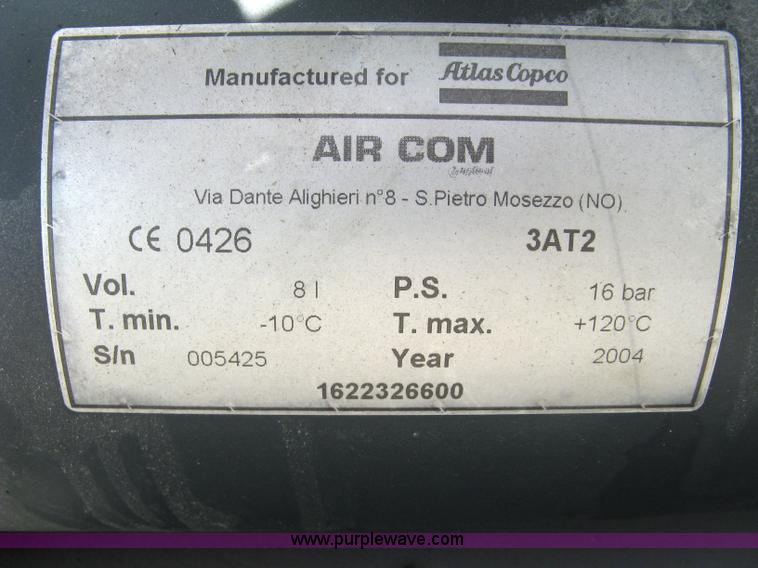 Manufactured for Atlas Copco
AIR COM
Via Dante Alighieri n°8 - S.Pietro Mosezzo (NO)
CE 0426 3AT2
Vol. 8 l P.S. 16 bar
T. min. -10°C T. max. +120°C
S/n 005425 Year 2004
1622326600
www.purplewave.com